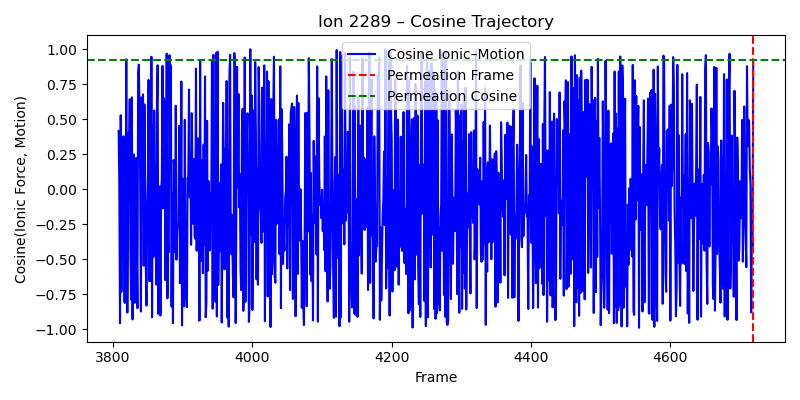 Ion 2289 – Cosine Trajectory
Cosine(Ionic Force, Motion)
1.00
0.75
0.50
0.25
0.00
−0.25
−0.50
−0.75
−1.00
Cosine Ionic–Motion
Permeation Frame
Permeation Cosine
3800
4000
4200
4400
4600
Frame